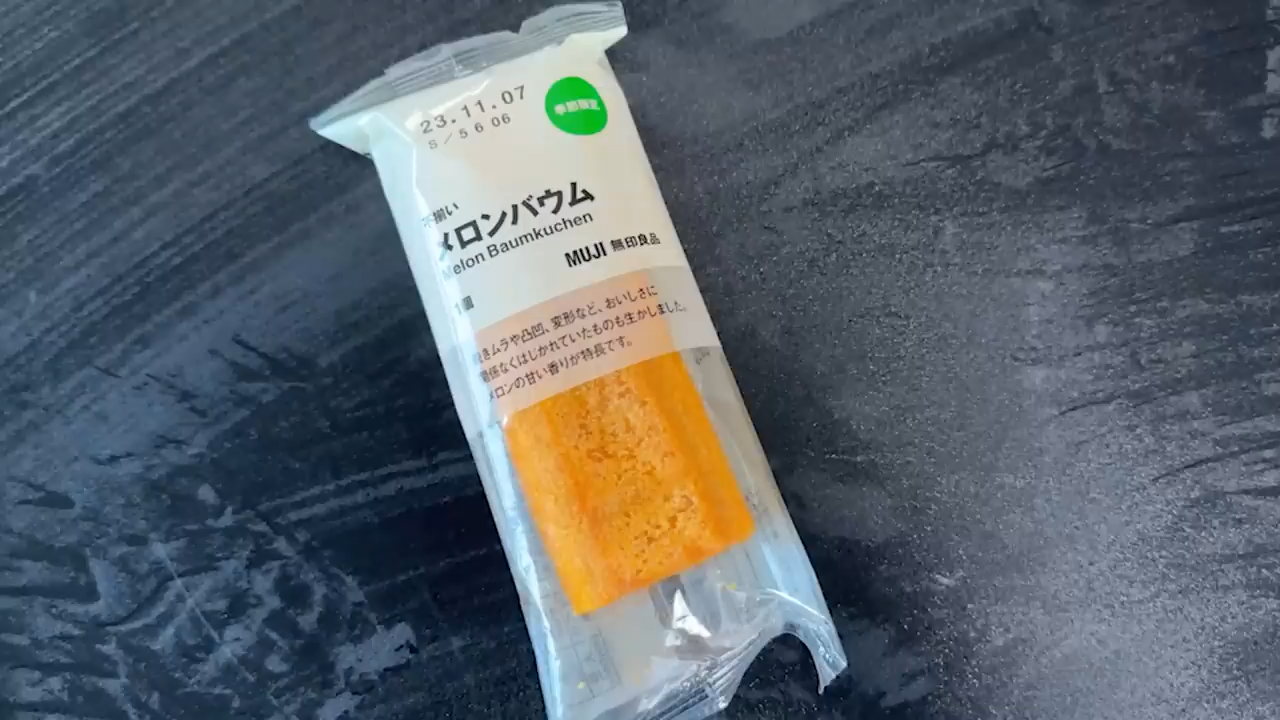 23.11.07
S/5606
季節限定
不揃い
メロンバウム
Melon Baumkuchen
MUJI 無印良品
1個
焼きムラや凸凹、変形など、おいしさに
関係なくはじかれていたものも生かしました。
メロンの甘い香りが特長です。